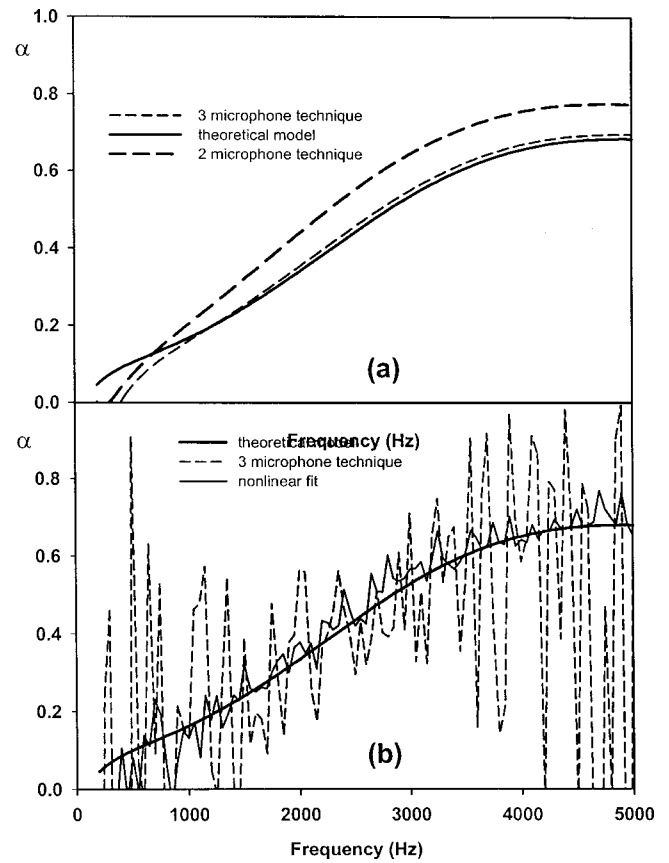 1.0
α
0.8
3 microphone technique
theoretical model
2 microphone technique
0.6
0.4
0.2
(a)
0.0
α
theoretical model
Frequency (Hz)
3 microphone technique
nonlinear fit
0.8
0.6
0.4
0.2
(b)
0.0
0 1000 2000 3000 4000 5000
Frequency (Hz)